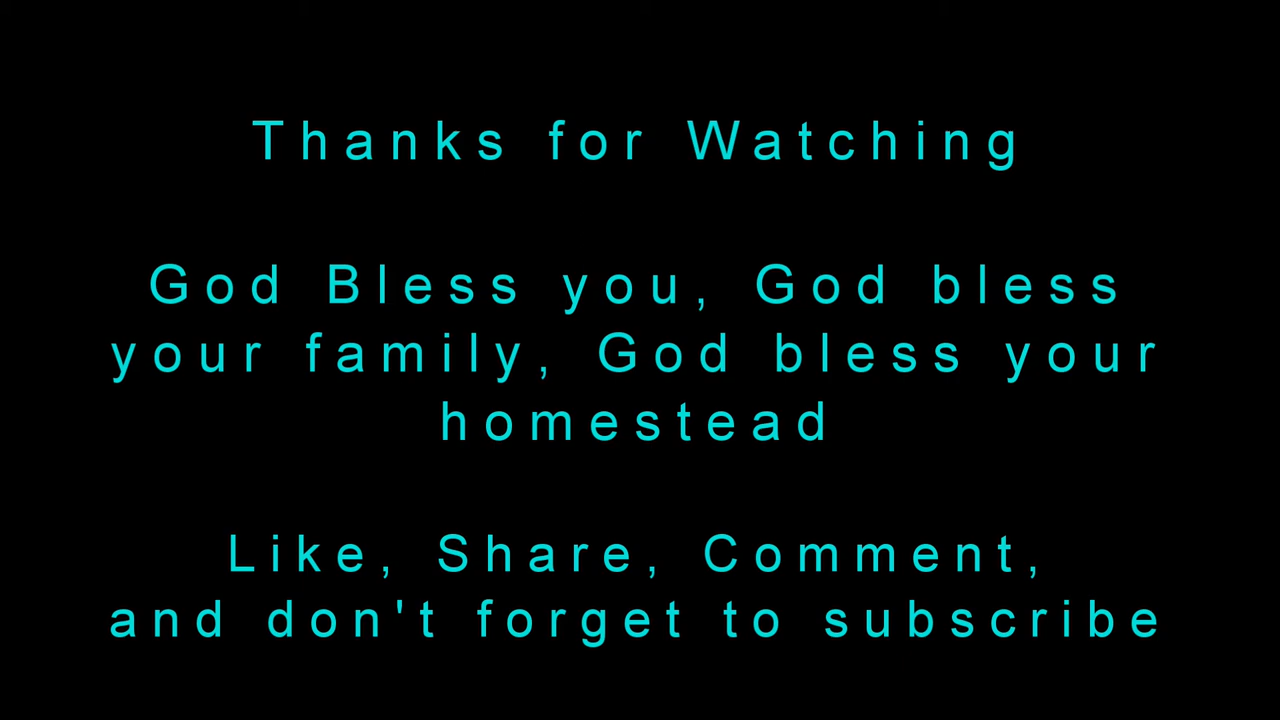 Thanks for Watching
God Bless you, God bless
your family, God bless your
homestead
Like, Share, Comment,
and don't forget to subscribe